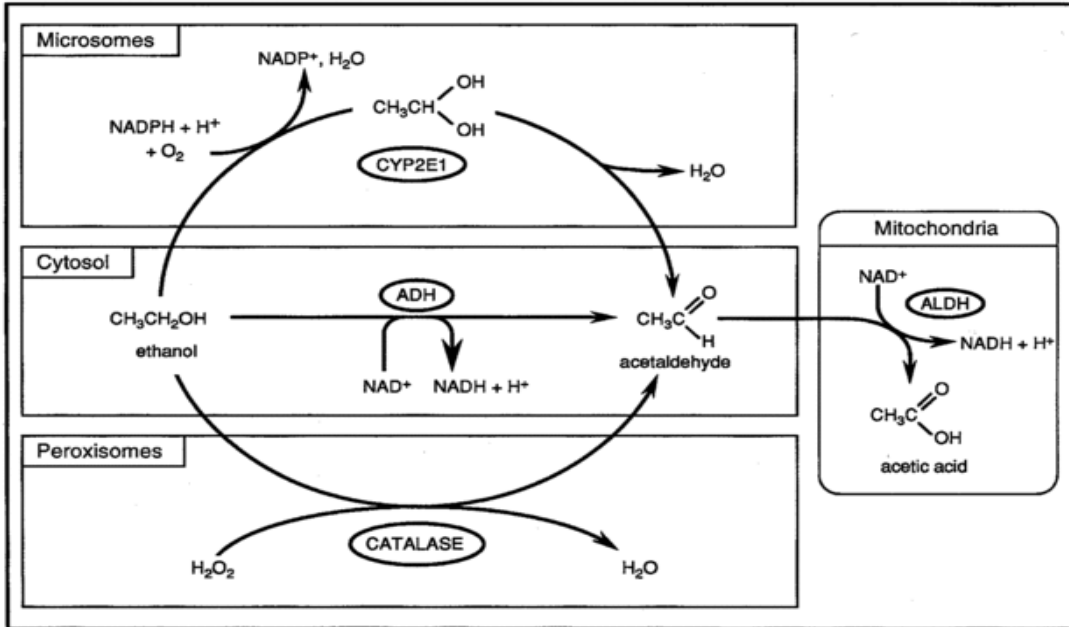 Microsomes
NADP+, H₂O
OH
CH₃CH
OH
NADPH + H⁺
+ O₂
CYP2E1
H₂O
Mitochondria
Cytosol
NAD⁺
ALDH
ADH
O
CH₃CH₂OH
CH₃C
H
ethanol
acetaldehyde
NADH + H⁺
NAD⁺
NADH + H⁺
O
CH₃C
OH
acetic acid
Peroxisomes
CATALASE
H₂O₂
H₂O